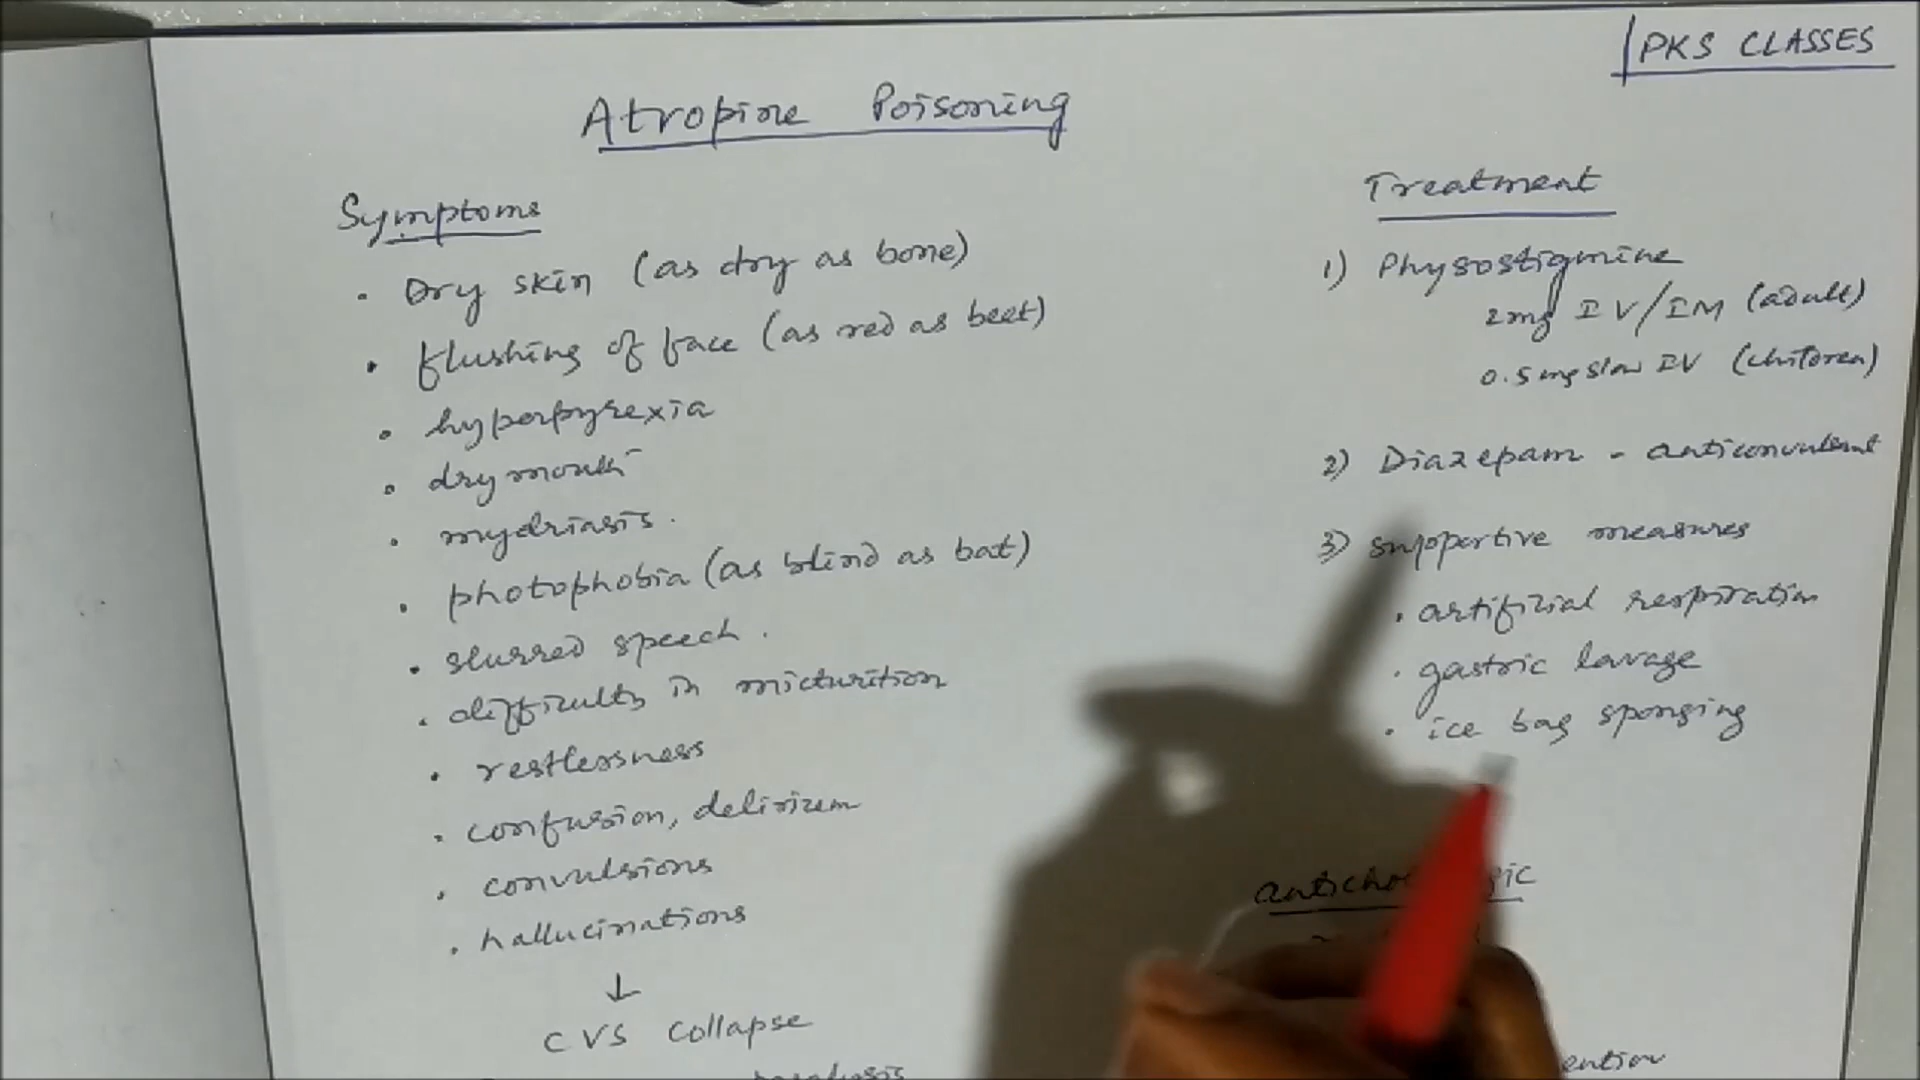 PKS CLASSES
Atropine Poisoning
Symptoms
• Dry skin (as dry as bone)
• flushing of face (as red as beet)
• hyperpyrexia
• dry mouth
• mydriasis.
• photophobia (as blind as bat)
• slurred speech.
• difficulty in micturition
• restlessness
• confusion, delirium
• convulsions
• hallucinations
↓
CVS collapse
Treatment
1) Physostigmine
2mg IV/IM (adult)
0.5 mg slow IV (children)
2) Diazepam - anticonvulsant
3) supportive measures
• artificial respiration
• gastric lavage
• ice bag sponging